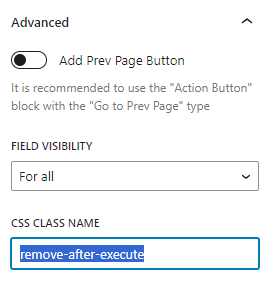 Advanced
Add Prev Page Button
It is recommended to use the "Action Button"
block with the "Go to Prev Page" type
FIELD VISIBILITY
For all
CSS CLASS NAME
remove-after-execute